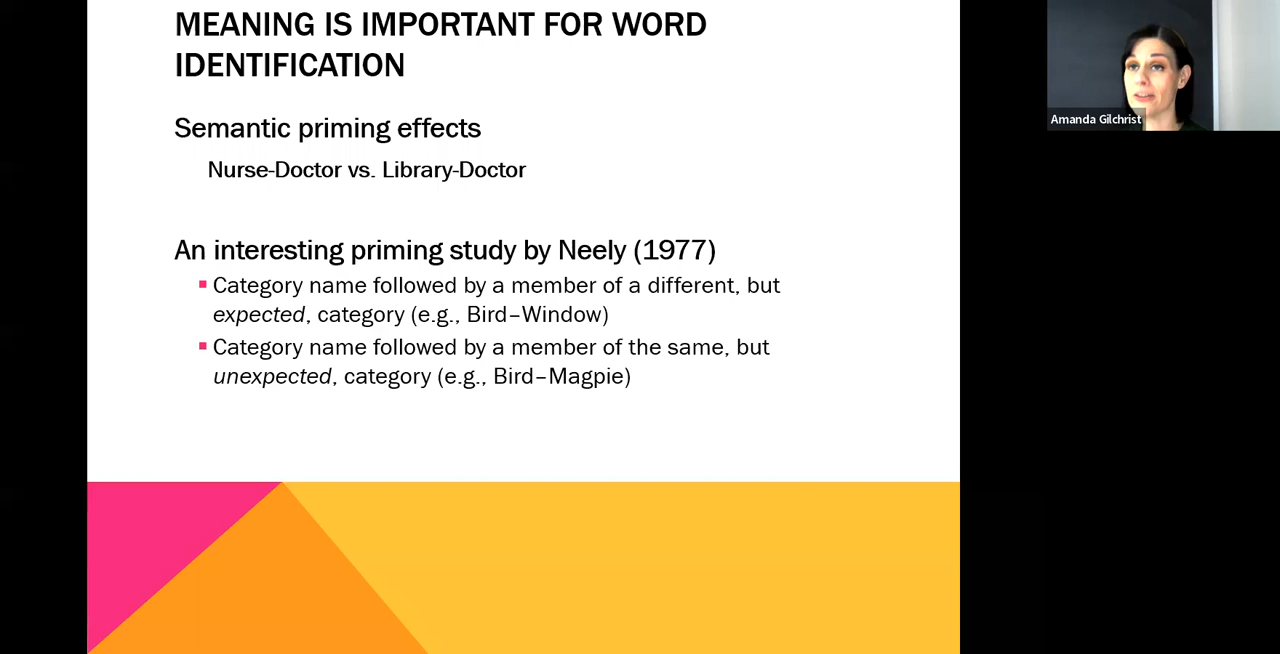 MEANING IS IMPORTANT FOR WORD
IDENTIFICATION
Semantic priming effects
Nurse-Doctor vs. Library-Doctor
An interesting priming study by Neely (1977)
Category name followed by a member of a different, but
expected, category (e.g., Bird–Window)
Category name followed by a member of the same, but
unexpected, category (e.g., Bird–Magpie)
Amanda Gilchrist